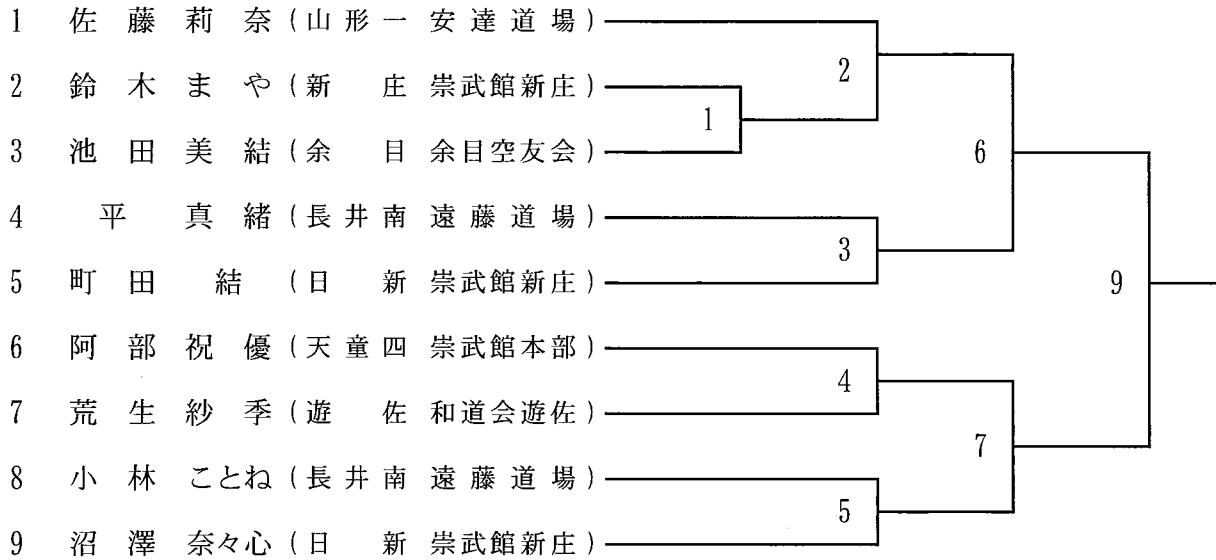 1 佐藤莉奈(山形一 安達道場)
2 鈴木まや(新庄 崇武館新庄)
3 池田美結(余目 余目空友会)
4 平真緒(長井南 遠藤道場)
5 町田結(日新 崇武館新庄)
6 阿部祝優(天童四 崇武館本部)
7 荒生紗季(遊佐 和道会遊佐)
8 小林ことね(長井南 遠藤道場)
9 沼澤奈々心(日新 崇武館新庄)
1
2
3
4
5
6
7
9